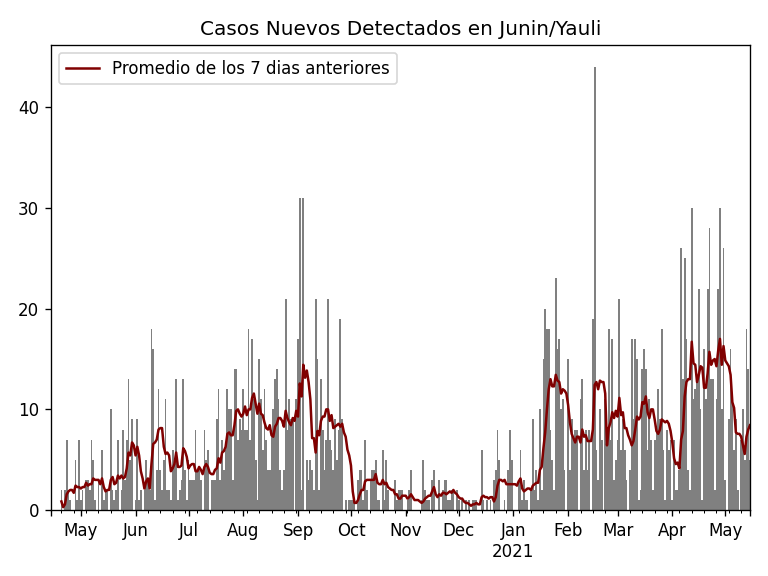 Casos Nuevos Detectados en Junin/Yauli
Promedio de los 7 dias anteriores
40
30
20
10
0
May Jun Jul Aug Sep Oct Nov Dec Jan Feb Mar Apr May
2021